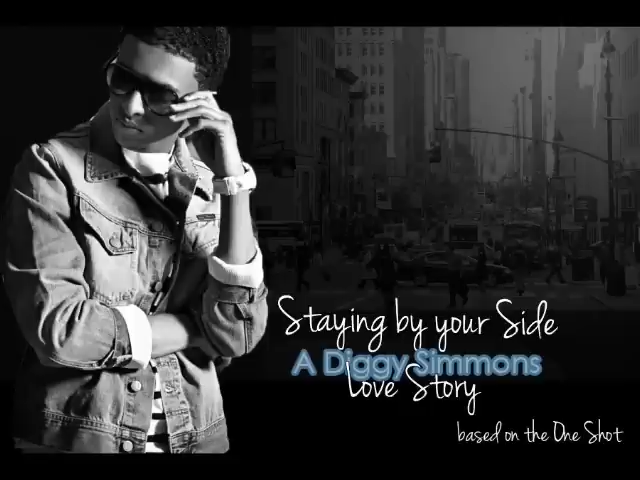 Staying by your Side
A Diggy Simmons
Love Story
based on the One Shot